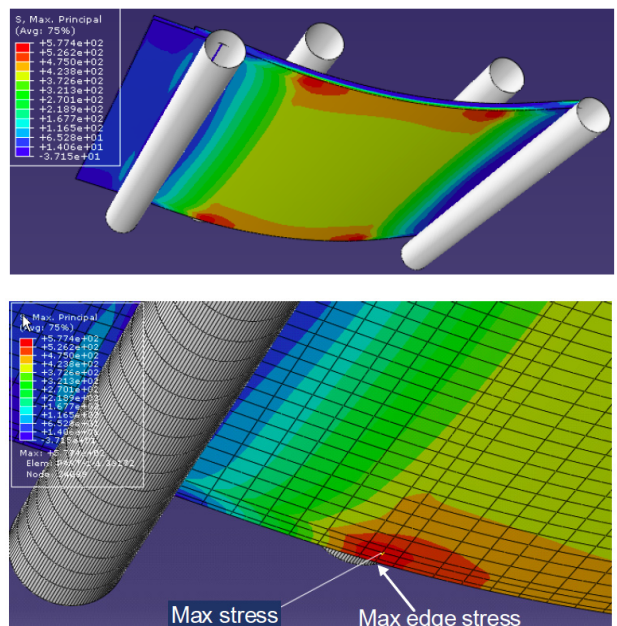 S, Max. Principal
(Avg: 75%)
+5.774e+02
+5.262e+02
+4.750e+02
+4.238e+02
+3.726e+02
+3.213e+02
+2.701e+02
+2.189e+02
+1.677e+02
+1.165e+02
+6.528e+01
+1.406e+01
-3.715e+01
S, Max. Principal
(Avg: 75%)
+5.774e+02
+5.262e+02
+4.750e+02
+4.238e+02
+3.726e+02
+3.213e+02
+2.701e+02
+2.189e+02
+1.677e+02
+1.165e+02
+6.528e+01
+1.406e+01
-3.715e+01
Max:
Elem:
Node:
Max stress
Max edge stress